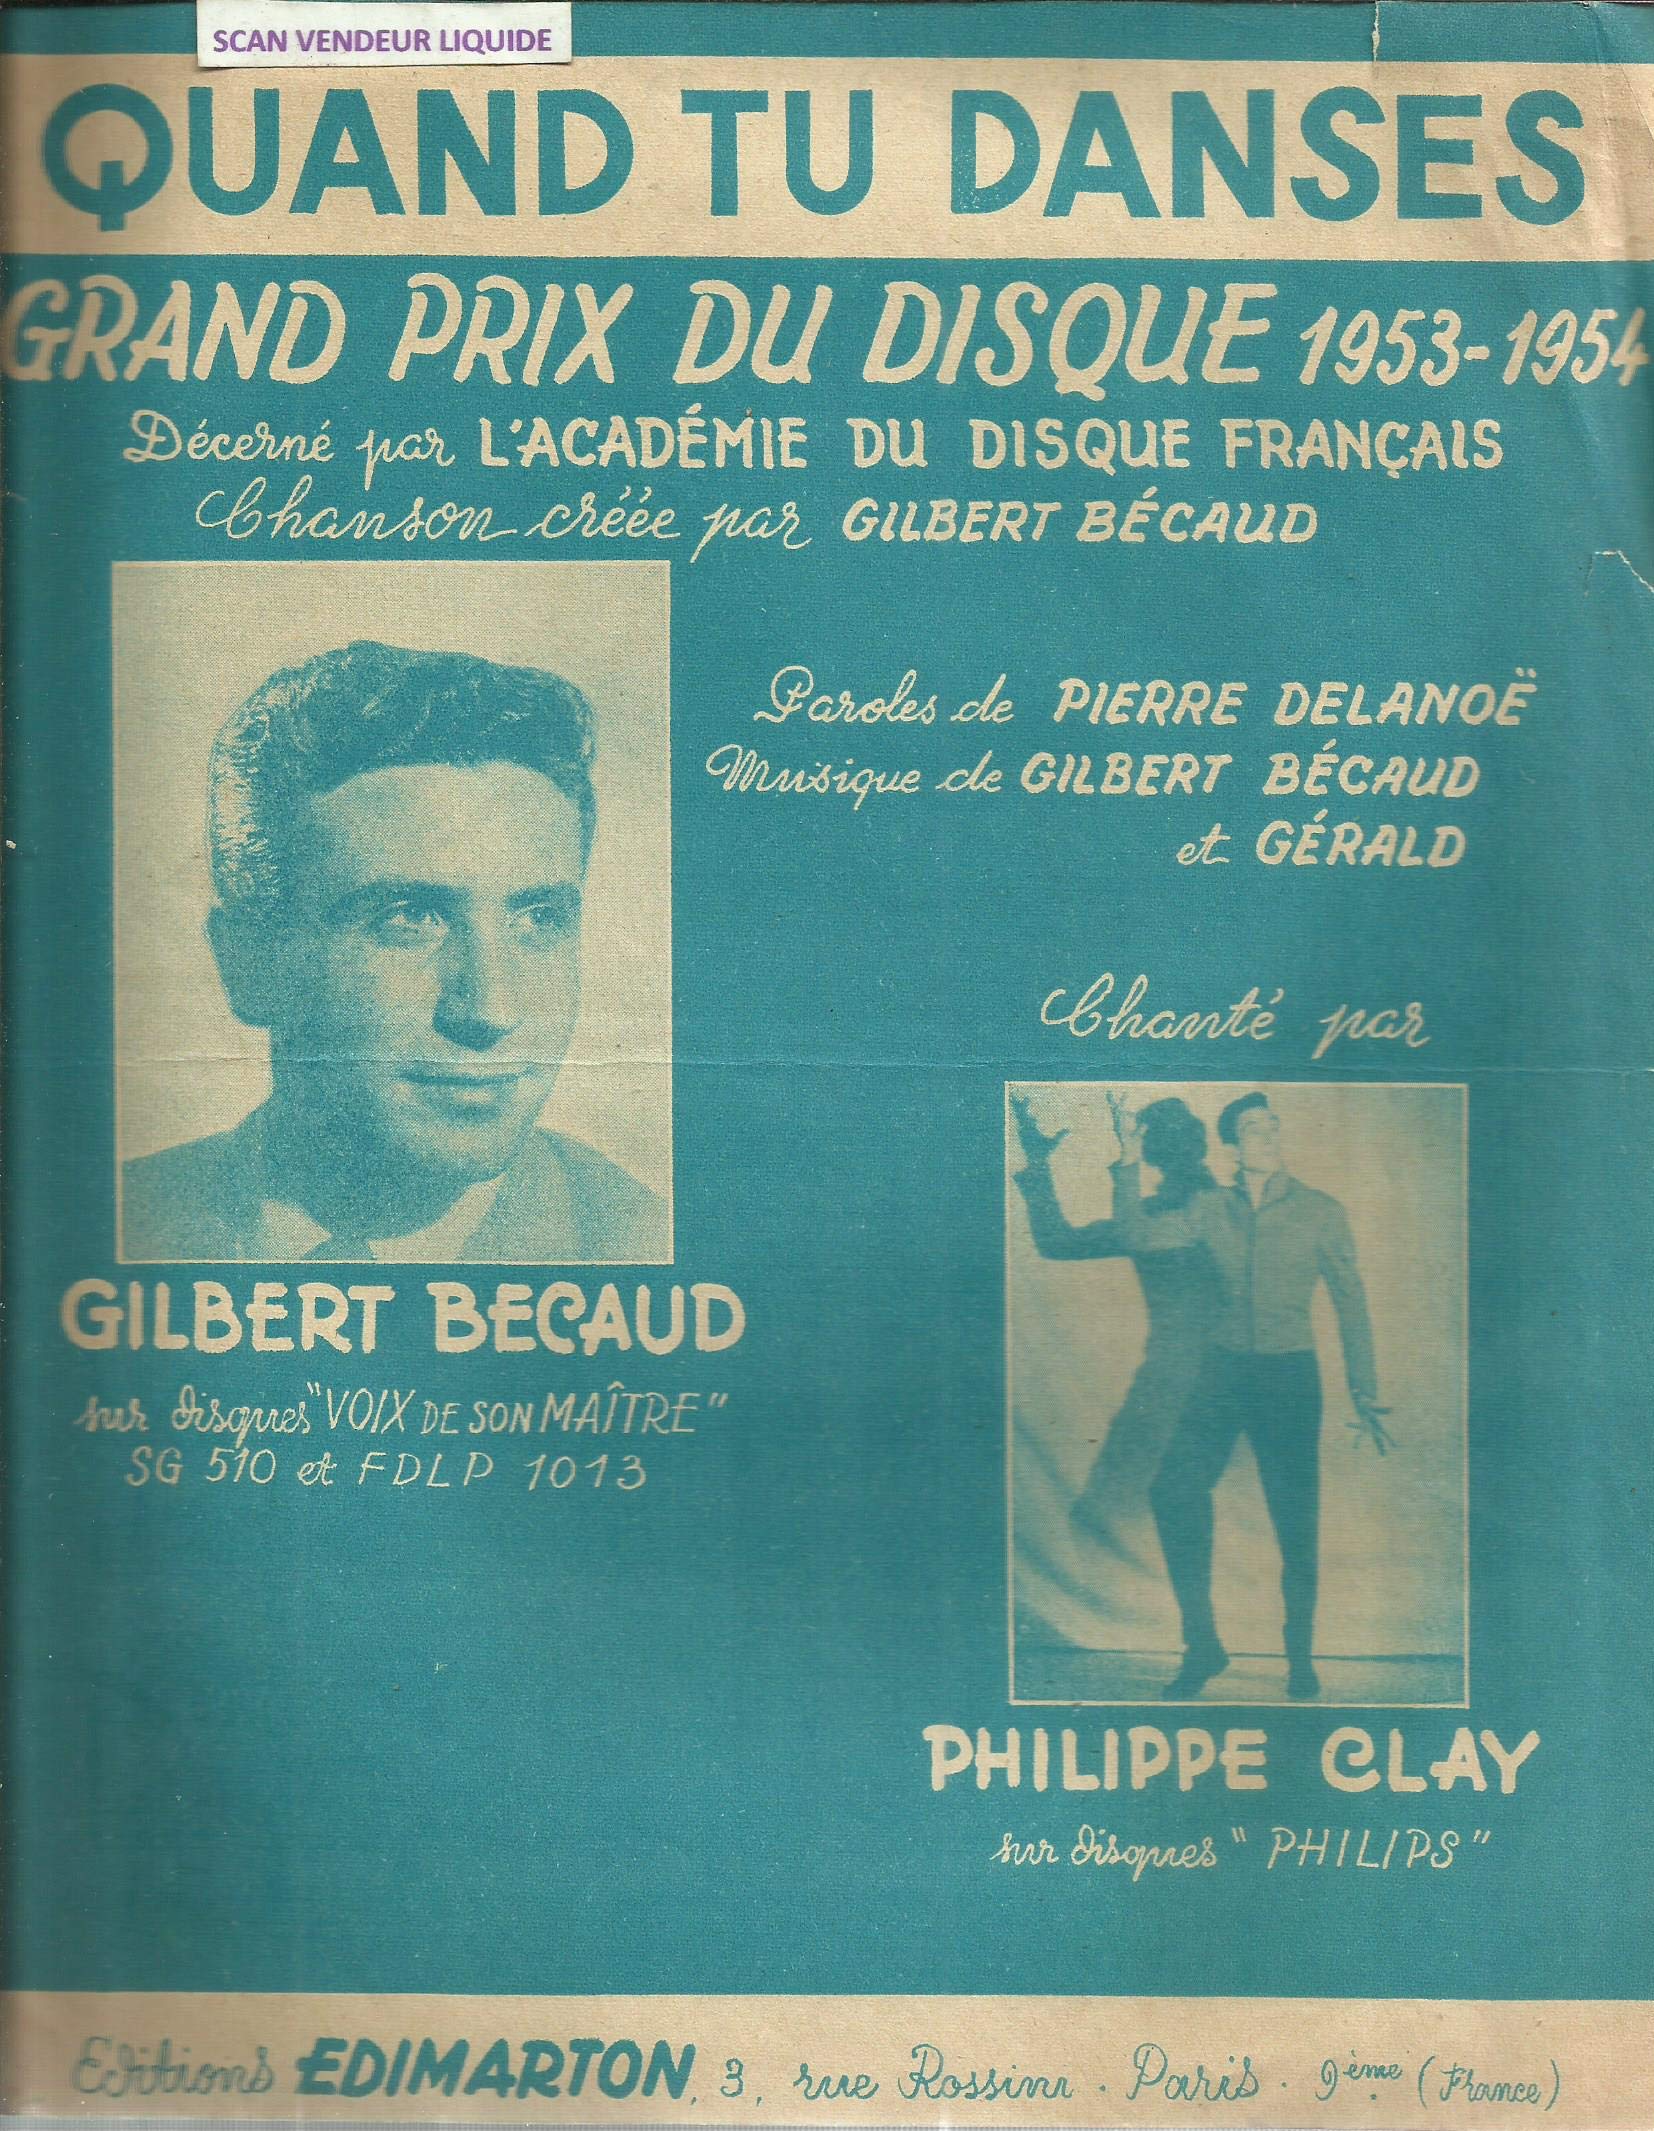 SCAN VENDEUR LIQUIDE
QUAND TU DANSES
GRAND PRIX DU DISQUE 1953-1954
Décerné par L'ACADÉMIE DU DISQUE FRANÇAIS
Chanson créée par GILBERT BÉCAUD
Paroles de PIERRE DELANOË
Musique de GILBERT BÉCAUD
et GÉRALD
Chanté par
GILBERT BECAUD
sur disques "VOIX DE SON MAÎTRE"
SG 510 et FDLP 1013
PHILIPPE CLAY
sur disques "PHILIPS"
Editions EDIMARTON, 3, rue Rossini. Paris. 9ème (France)